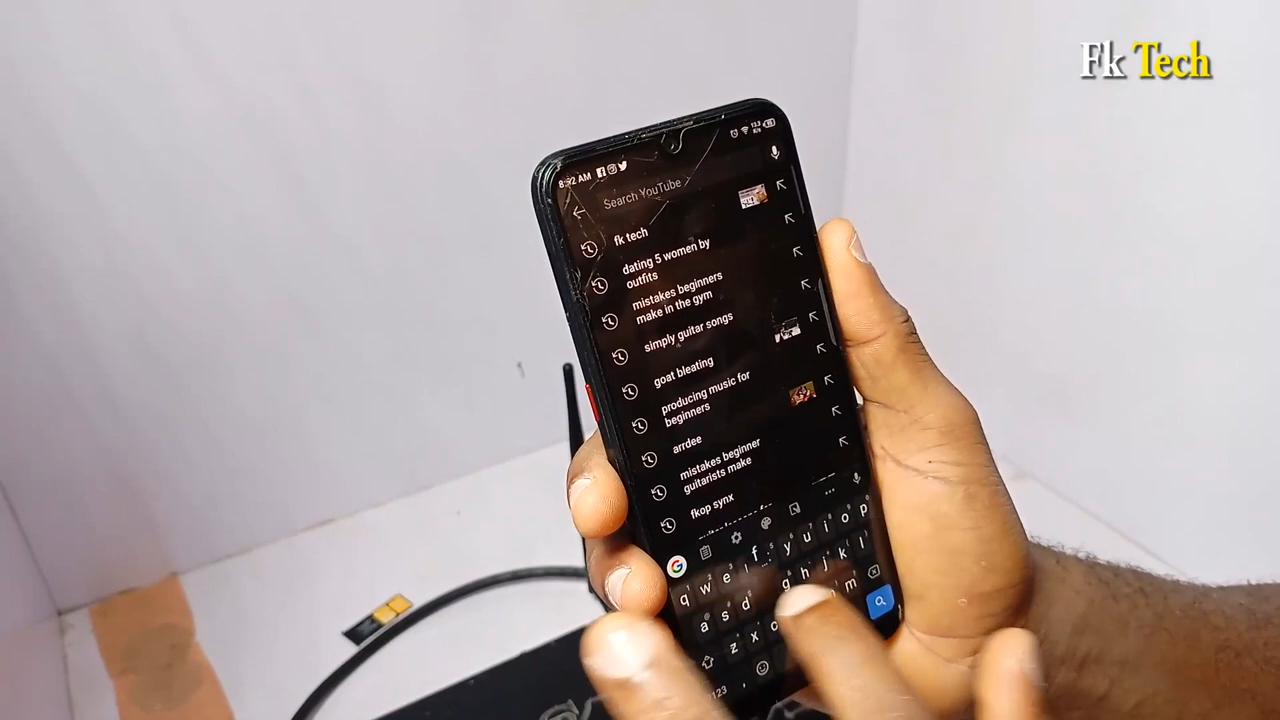 Fk Tech
8:52 AM
Search YouTube
fk tech
dating 5 women by
outfits
mistakes beginners
make in the gym
simply guitar songs
goat bleating
producing music for
beginners
arrdee
mistakes beginner
guitarists make
fkop synx
q w e f y u i o p
a s d g h j k l
z x c m